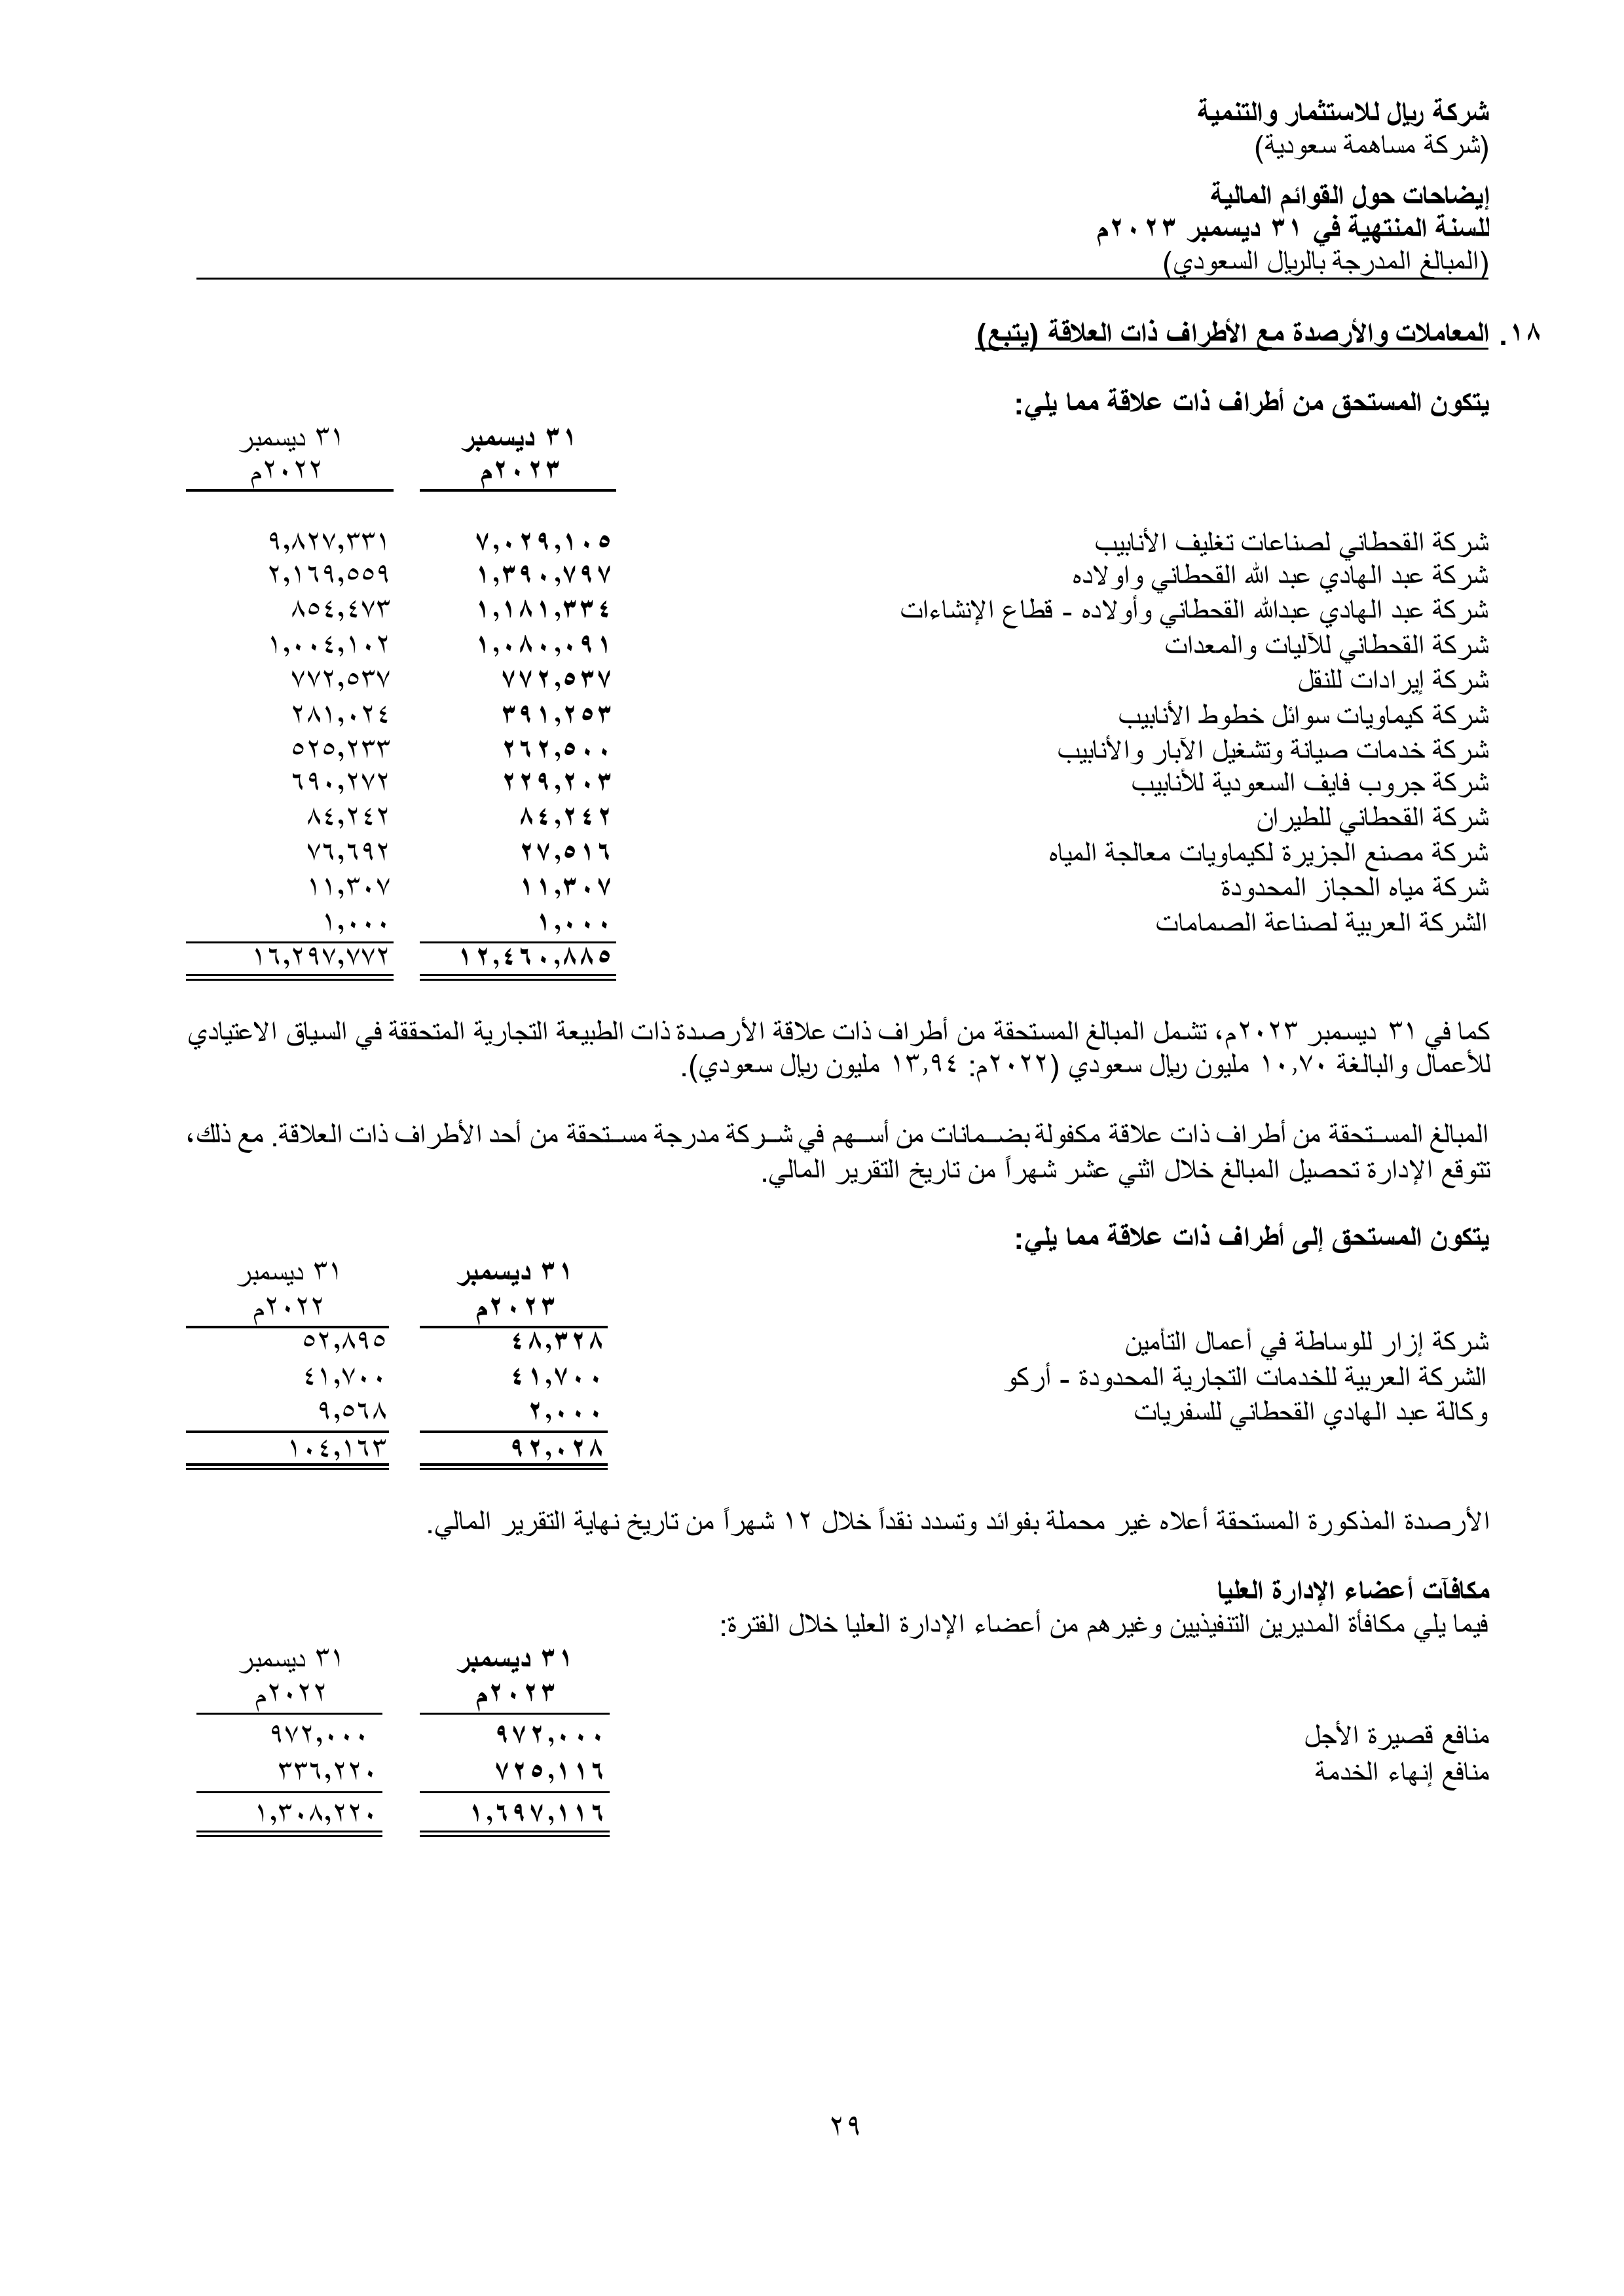 شركة ريال للاستثمار والتنمية
(شركة مساهمة سعودية)
إيضاحات حول القوائم المالية
للسنة المنتهية في ٣١ ديسمبر ٢٠٢٣م
(المبالغ المدرجة بالريال السعودي)
١٨. المعاملات والأرصدة مع الأطراف ذات العلاقة (يتبع)
يتكون المستحق من أطراف ذات علاقة مما يلي:
٣١ ديسمبر ٣١ ديسمبر
٢٠٢٣م ٢٠٢٢م
شركة القحطاني لصناعات تغليف الأنابيب ٧,٠٢٩,١٠٥ ٩,٨٢٧,٣٣١
شركة عبد الهادي عبد الله القحطاني واولاده ١,٣٩٠,٧٩٧ ٢,١٦٩,٥٥٩
شركة عبد الهادي عبدالله القحطاني وأولاده - قطاع الإنشاءات ١,١٨١,٣٣٤ ٨٥٤,٤٧٣
شركة القحطاني للآليات والمعدات ١,٠٨٠,٠٩١ ١,٠٠٤,١٠٢
شركة إيرادات للنقل ٧٧٢,٥٣٧ ٧٧٢,٥٣٧
شركة كيماويات سوائل خطوط الأنابيب ٣٩١,٢٥٣ ٢٨١,٠٢٤
شركة خدمات صيانة وتشغيل الآبار والأنابيب ٢٦٢,٥٠٠ ٥٢٥,٢٣٣
شركة جروب فايف السعودية للأنابيب ٢٢٩,٢٠٣ ٦٩٠,٢٧٢
شركة القحطاني للطيران ٨٤,٢٤٢ ٨٤,٢٤٢
شركة مصنع الجزيرة لكيماويات معالجة المياه ٢٧,٥١٦ ٧٦,٦٩٢
شركة مياه الحجاز المحدودة ١١,٣٠٧ ١١,٣٠٧
الشركة العربية لصناعة الصمامات ١,٠٠٠ ١,٠٠٠
١٢,٤٦٠,٨٨٥ ١٦,٢٩٧,٧٧٢
كما في ٣١ ديسمبر ٢٠٢٣م، تشمل المبالغ المستحقة من أطراف ذات علاقة الأرصدة ذات الطبيعة التجارية المتحققة في السياق الاعتيادي
للأعمال والبالغة ١٠,٧٠ مليون ريال سعودي (٢٠٢٢م: ١٣,٩٤ مليون ريال سعودي).
المبالغ المستحقة من أطراف ذات علاقة مكفولة بضمانات من أسهم في شركة مدرجة مستحقة من أحد الأطراف ذات العلاقة. مع ذلك،
تتوقع الإدارة تحصيل المبالغ خلال اثني عشر شهراً من تاريخ التقرير المالي.
يتكون المستحق إلى أطراف ذات علاقة مما يلي:
٣١ ديسمبر ٣١ ديسمبر
٢٠٢٣م ٢٠٢٢م
شركة إزار للوساطة في أعمال التأمين ٤٨,٣٢٨ ٥٢,٨٩٥
الشركة العربية للخدمات التجارية المحدودة - أركو ٤١,٧٠٠ ٤١,٧٠٠
وكالة عبد الهادي القحطاني للسفريات ٢,٠٠٠ ٩,٥٦٨
٩٢,٠٢٨ ١٠٤,١٦٣
الأرصدة المذكورة المستحقة أعلاه غير محملة بفوائد وتسدد نقداً خلال ١٢ شهراً من تاريخ نهاية التقرير المالي.
مكافآت أعضاء الإدارة العليا
فيما يلي مكافأة المديرين التنفيذيين وغيرهم من أعضاء الإدارة العليا خلال الفترة:
٣١ ديسمبر ٣١ ديسمبر
٢٠٢٣م ٢٠٢٢م
منافع قصيرة الأجل ٩٧٢,٠٠٠ ٩٧٢,٠٠٠
منافع إنهاء الخدمة ٧٢٥,١١٦ ٣٣٦,٢٢٠
١,٦٩٧,١١٦ ١,٣٠٨,٢٢٠
٢٩